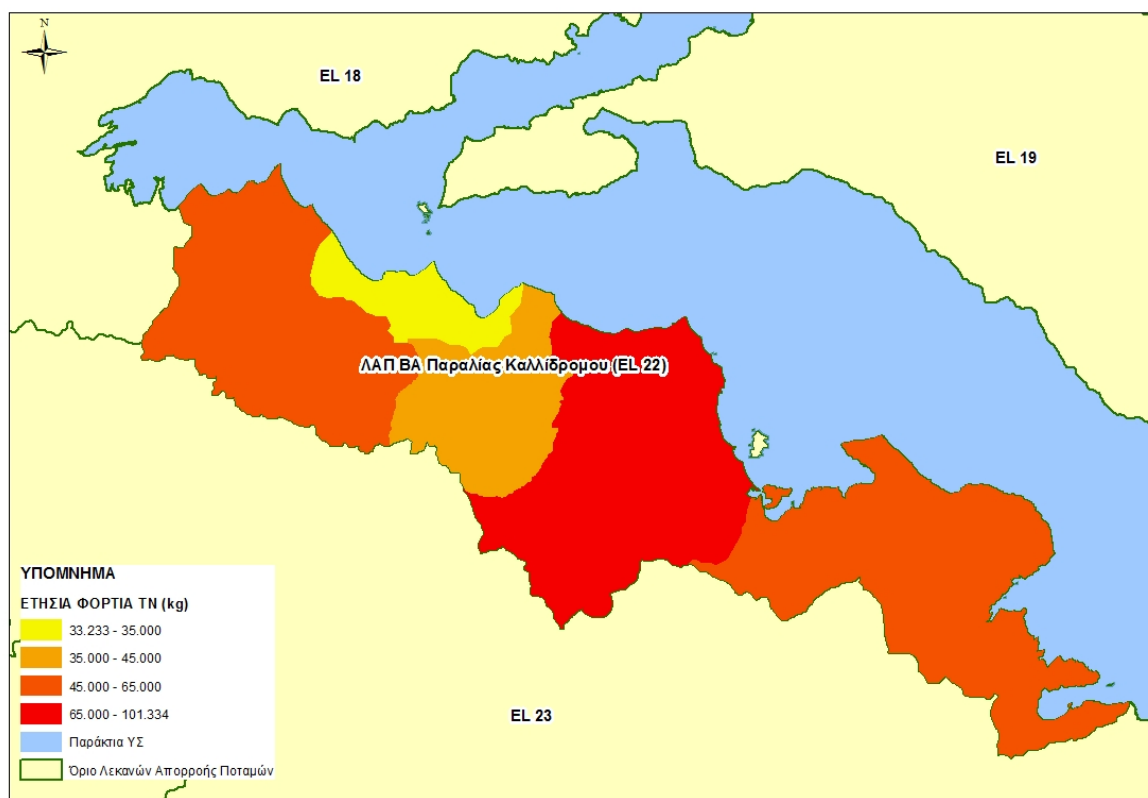 N
EL 18
EL 19
ΛΑΠ ΒΑ Παραλίας Καλλίδρομου (EL 22)
EL 23
ΥΠΟΜΝΗΜΑ
ΕΤΗΣΙΑ ΦΟΡΤΙΑ TN (kg)
33.233 - 35.000
35.000 - 45.000
45.000 - 65.000
65.000 - 101.334
Παράκτια ΥΣ
Όριο Λεκανών Απορροής Ποταμών